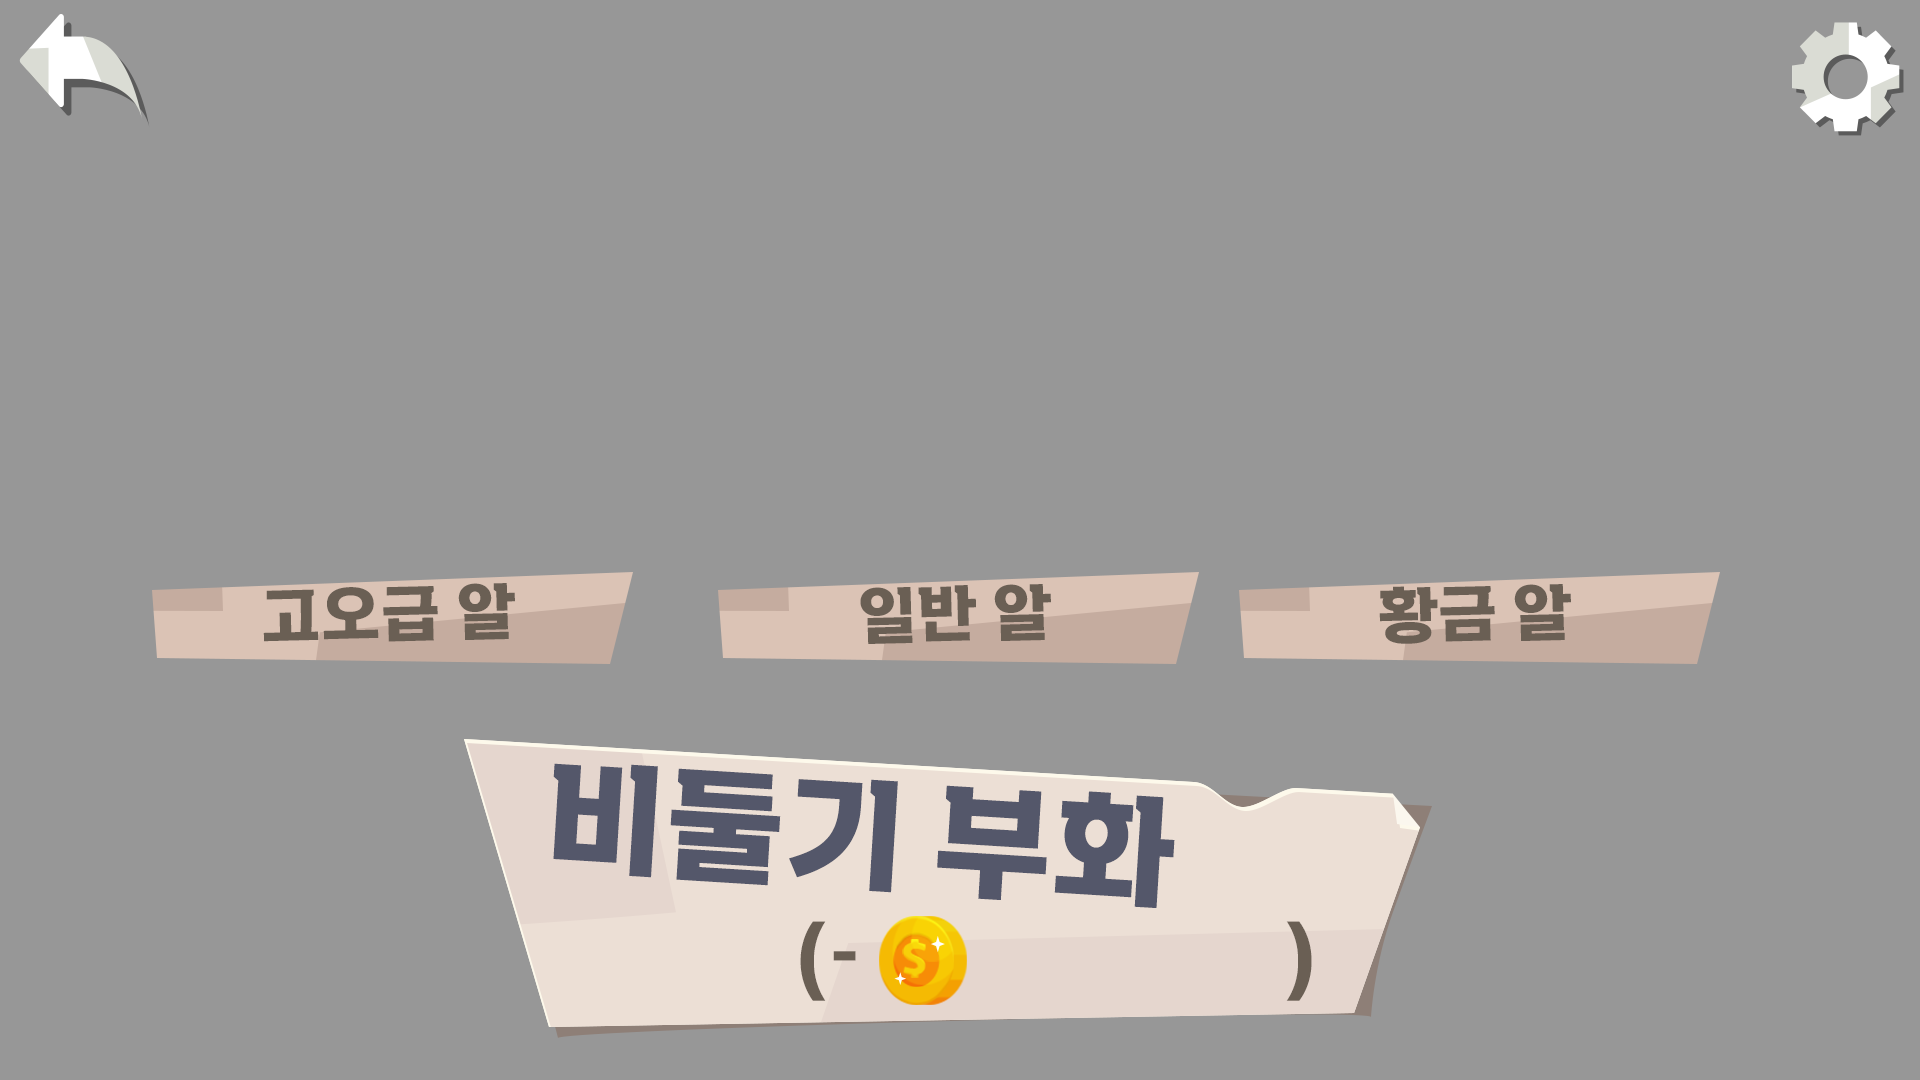 고오급 알
일반 알
황금 알
비둘기 부화
(- )